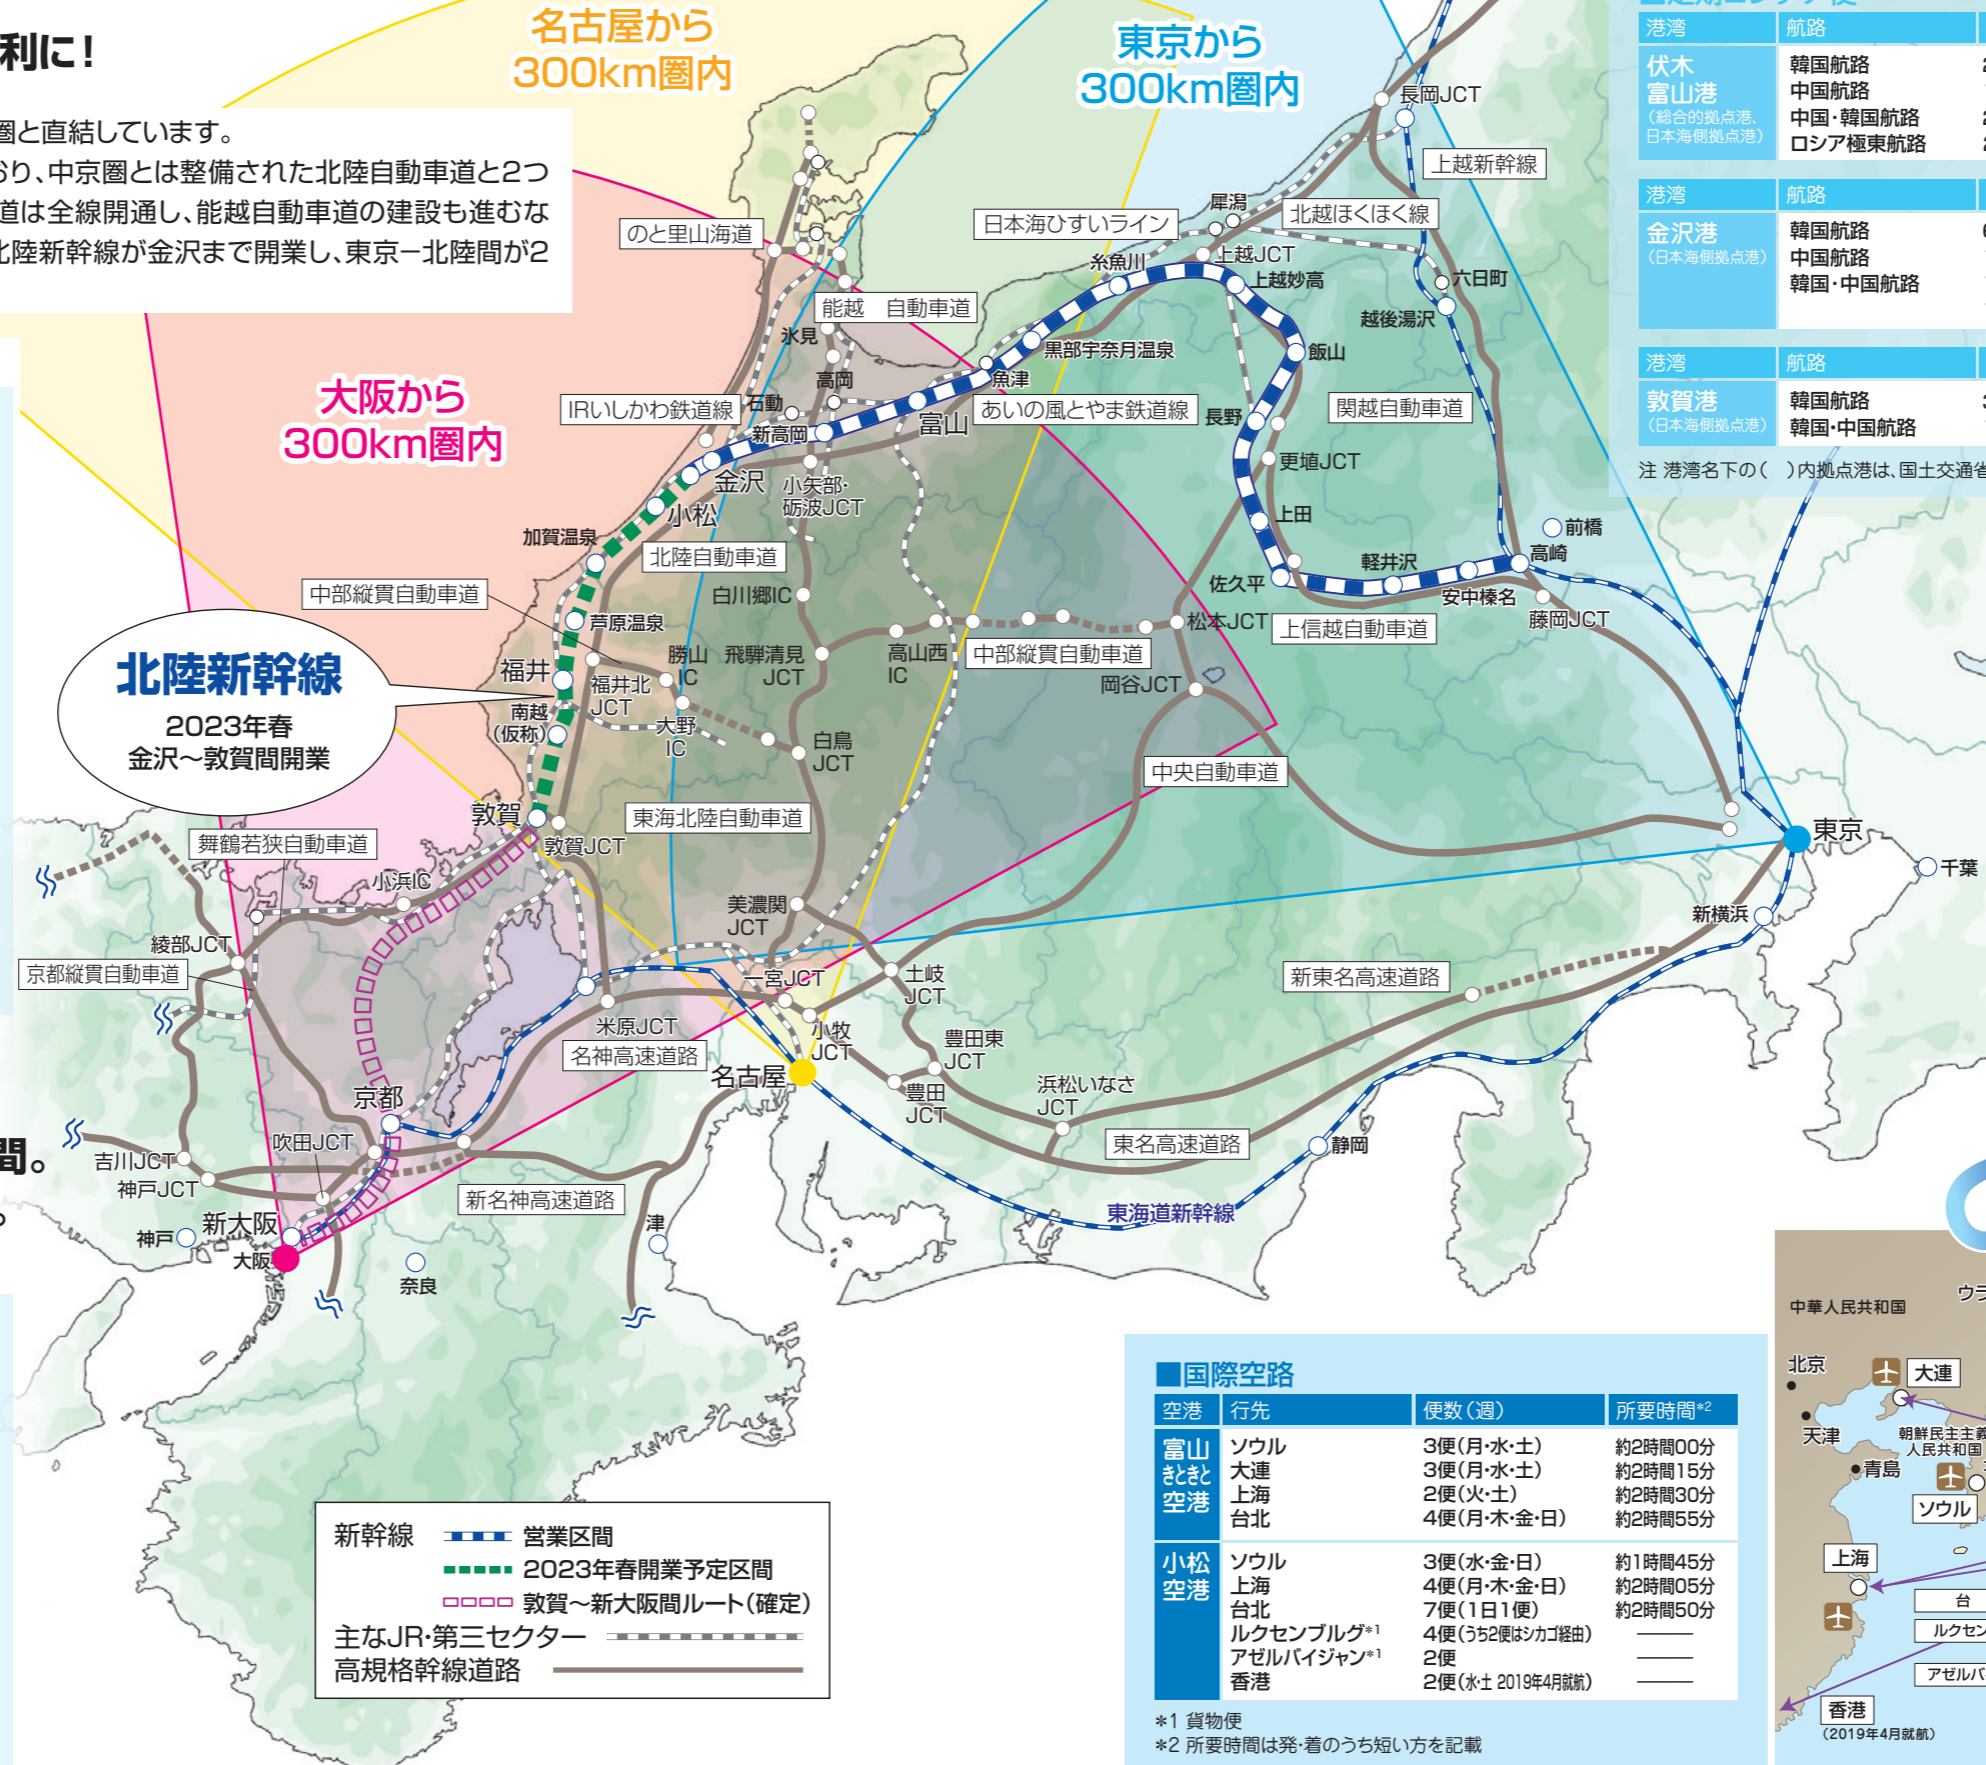 利に!
圏と直結しています。
おり、中京圏とは整備された北陸自動車道と2つ
道は全線開通し、能越自動車道の建設も進むな
北陸新幹線が金沢まで開業し、東京ー北陸間が2
間。
名古屋から
300km圏内
東京から
300km圏内
大阪から
300km圏内
長岡JCT
上越新幹線
犀潟
北越ほくほく線
日本海ひすいライン
のと里山海道
糸魚川
上越JCT
上越妙高
六日町
越後湯沢
能越 自動車道
氷見
黒部宇奈月温泉
飯山
高岡
魚津
IRいしかわ鉄道線
石動
あいの風とやま鉄道線
長野
関越自動車道
新高岡
富山
更埴JCT
金沢
小矢部・
砺波JCT
小松
上田
前橋
加賀温泉
北陸自動車道
軽井沢
高崎
中部縦貫自動車道
白川郷IC
佐久平
安中榛名
藤岡JCT
芦原温泉
松本JCT
上信越自動車道
北陸新幹線
2023年春
金沢〜敦賀間開業
福井
福井北
JCT
勝山
IC
飛騨清見
JCT
高山西
IC
中部縦貫自動車道
岡谷JCT
南越
(仮称)
大野
IC
白鳥
JCT
中央自動車道
敦賀
東海北陸自動車道
東京
舞鶴若狭自動車道
敦賀JCT
千葉
小浜IC
美濃関
JCT
新横浜
綾部JCT
京都縦貫自動車道
一宮JCT
土岐
JCT
新東名高速道路
米原JCT
小牧
JCT
豊田東
JCT
名神高速道路
名古屋
京都
豊田
JCT
浜松いなさ
JCT
吹田JCT
東名高速道路
静岡
吉川JCT
神戸JCT
新名神高速道路
東海道新幹線
神戸
新大阪
大阪
津
奈良
新幹線
営業区間
2023年春開業予定区間
敦賀〜新大阪間ルート(確定)
主なJR・第三セクター
高規格幹線道路
港湾 航路
伏木
富山港
(総合的拠点港、
日本海側拠点港)
韓国航路
中国航路
中国・韓国航路
ロシア極東航路
港湾 航路
金沢港
(日本海側拠点港)
韓国航路
中国航路
韓国・中国航路
港湾 航路
敦賀港
(日本海側拠点港)
韓国航路
韓国・中国航路
注 港湾名下の( )内拠点港は、国土交通省
■国際空路
空港 行先 便数(週) 所要時間*2
富山
きときと
空港
ソウル 3便(月・水・土) 約2時間00分
大連 3便(月・水・土) 約2時間15分
上海 2便(火・土) 約2時間30分
台北 4便(月・木・金・日) 約2時間55分
小松
空港
ソウル 3便(水・金・日) 約1時間45分
上海 4便(月・木・金・日) 約2時間05分
台北 7便(1日1便) 約2時間50分
ルクセンブルグ*1 4便(うち2便はシカゴ経由) ———
アゼルバイジャン*1 2便 ———
香港 2便(水・土 2019年4月就航) ———
*1 貨物便
*2 所要時間は発・着のうち短い方を記載
中華人民共和国
ウラ
北京
大連
天津
朝鮮民主主義
人民共和国
青島
ソウル
上海
台
ルクセン
アゼルバ
香港
(2019年4月就航)